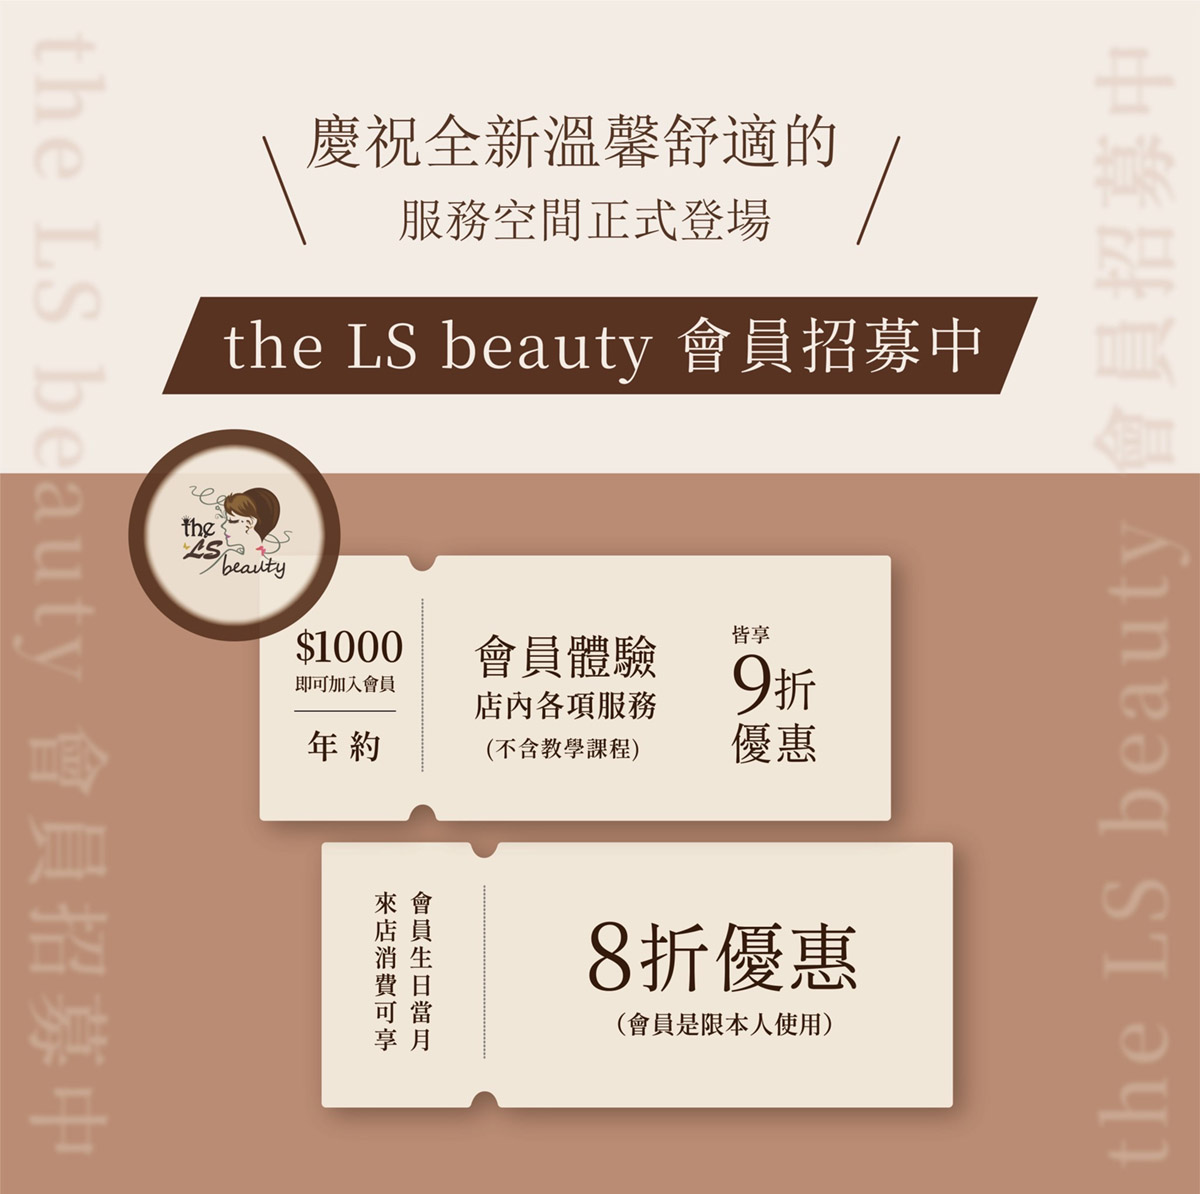 慶祝全新溫馨舒適的
服務空間正式登場
the LS beauty 會員招募中
the
LS
beauty
$1000
即可加入會員
年約
會員體驗
店內各項服務
(不含教學課程)
皆享
9折
優惠
會員生日當月
來店消費可享
8折優惠
（會員是限本人使用）
the LS beauty 會員招募中
the LS beauty 會員招募中